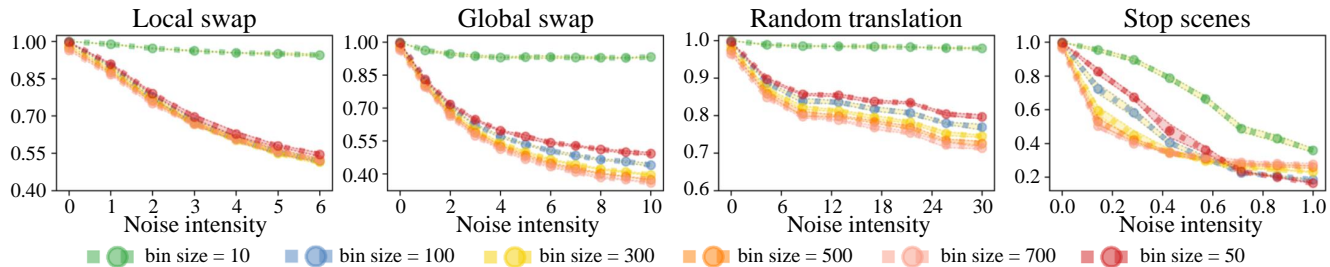 Local swap Global swap Random translation Stop scenes
1.00 0.85 0.70 0.55 0.40
0 1 2 3 4 5 6
Noise intensity
1.00 0.85 0.70 0.55 0.40
0 2 4 6 8 10
Noise intensity
1.0 0.9 0.8 0.7 0.6
0 6 12 18 24 30
Noise intensity
1.0 0.8 0.6 0.4 0.2
0.0 0.2 0.4 0.6 0.8 1.0
Noise intensity
bin size = 10 bin size = 100 bin size = 300 bin size = 500 bin size = 700 bin size = 50